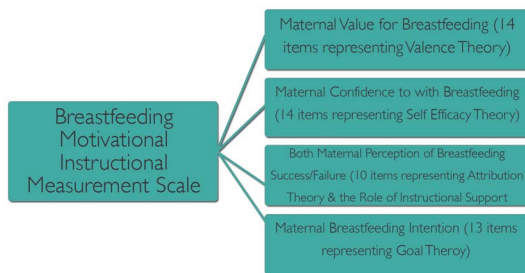 Breastfeeding
Motivational
Instructional
Measurement Scale
Maternal Value for Breastfeeding (14
items representing Valence Theory)
Maternal Confidence to with Breastfeeding
(14 items representing Self Efficacy Theory)
Both Maternal Perception of Breastfeeding
Success/Failure (10 items representing Attribution
Theory & the Role of Instructional Support
Maternal Breastfeeding Intention (13 items
representing Goal Theroy)